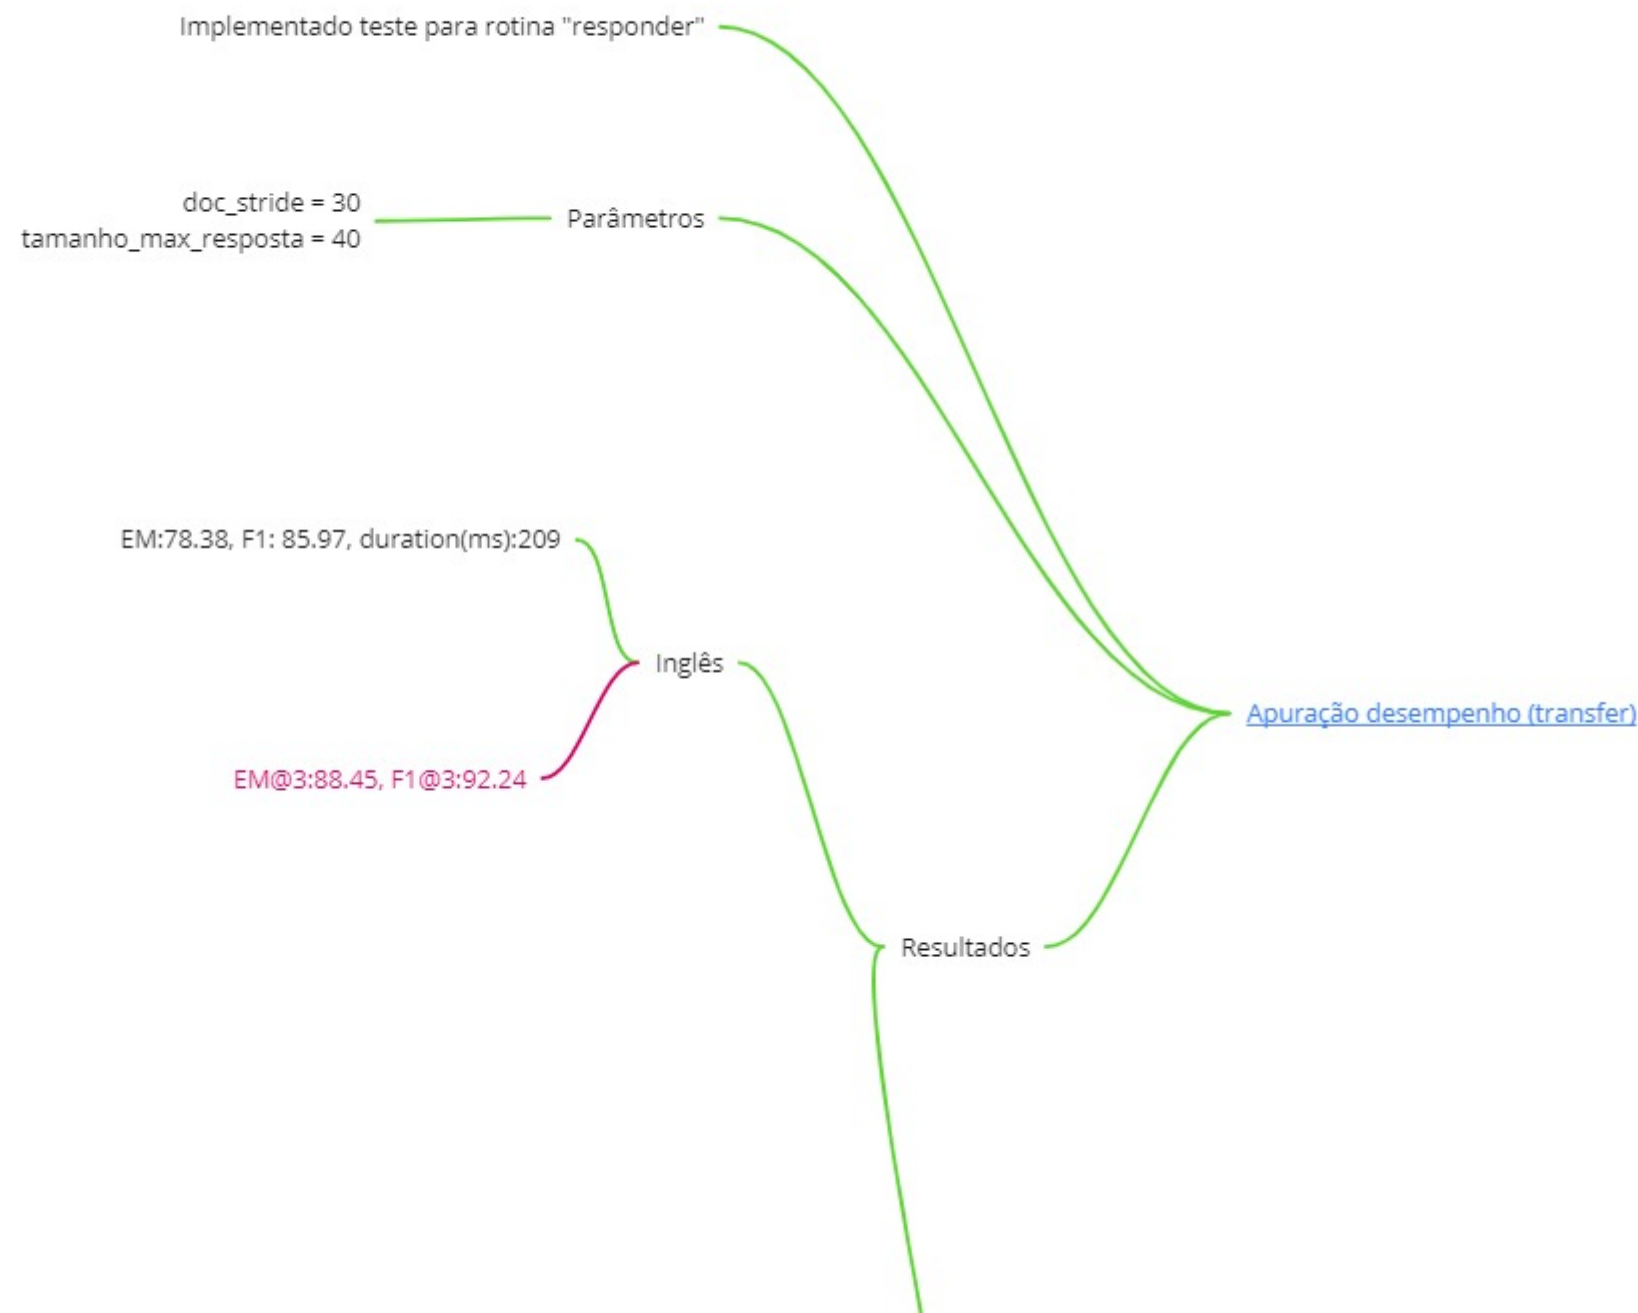 Implementado teste para rotina "responder"
doc_stride = 30
tamanho_max_resposta = 40
Parâmetros
EM:78.38, F1: 85.97, duration(ms):209
Inglês
EM@3:88.45, F1@3:92.24
Apuração desempenho (transfer)
Resultados